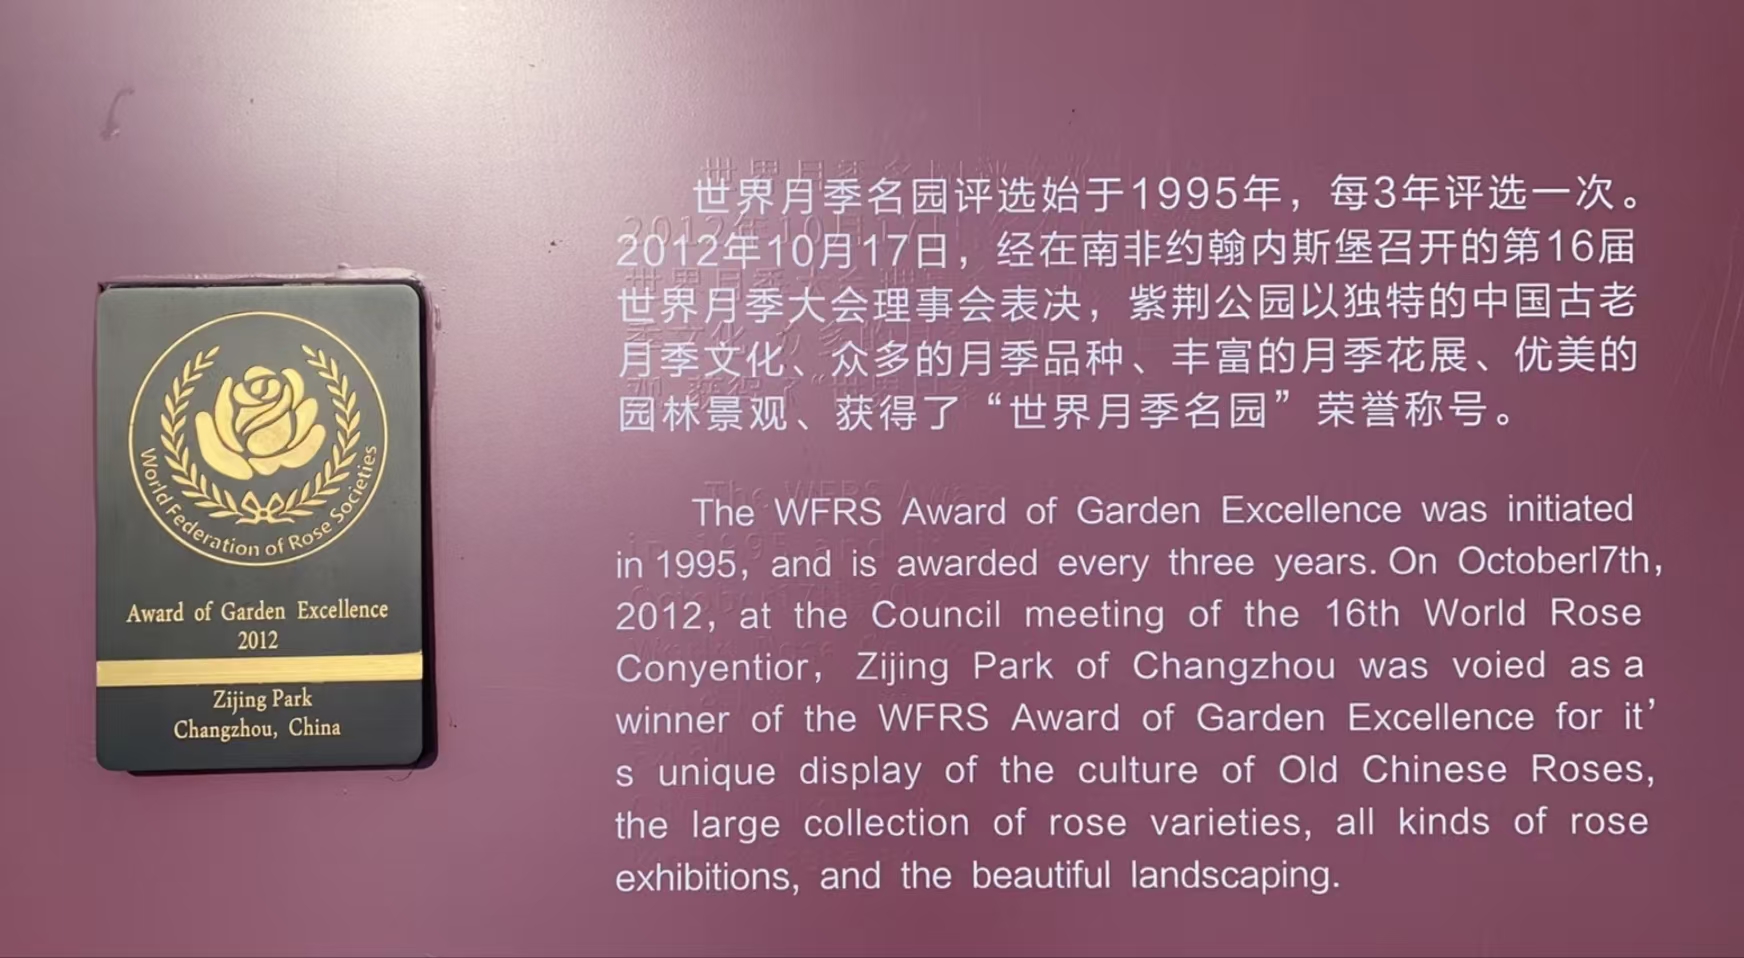 World Federation of Rose Societies
Award of Garden Excellence
2012
Zijing Park
Changzhou, China
世界月季名园评选始于1995年，每3年评选一次。
2012年10月17日，经在南非约翰内斯堡召开的第16届
世界月季大会理事会表决，紫荆公园以独特的中国古老
月季文化、众多的月季品种、丰富的月季花展、优美的
园林景观、获得了“世界月季名园”荣誉称号。
The WFRS Award of Garden Excellence was initiated
in 1995, and is awarded every three years. On Octoberl7th,
2012, at the Council meeting of the 16th World Rose
Conyentior, Zijing Park of Changzhou was voied as a
winner of the WFRS Award of Garden Excellence for it’
s unique display of the culture of Old Chinese Roses,
the large collection of rose varieties, all kinds of rose
exhibitions, and the beautiful landscaping.